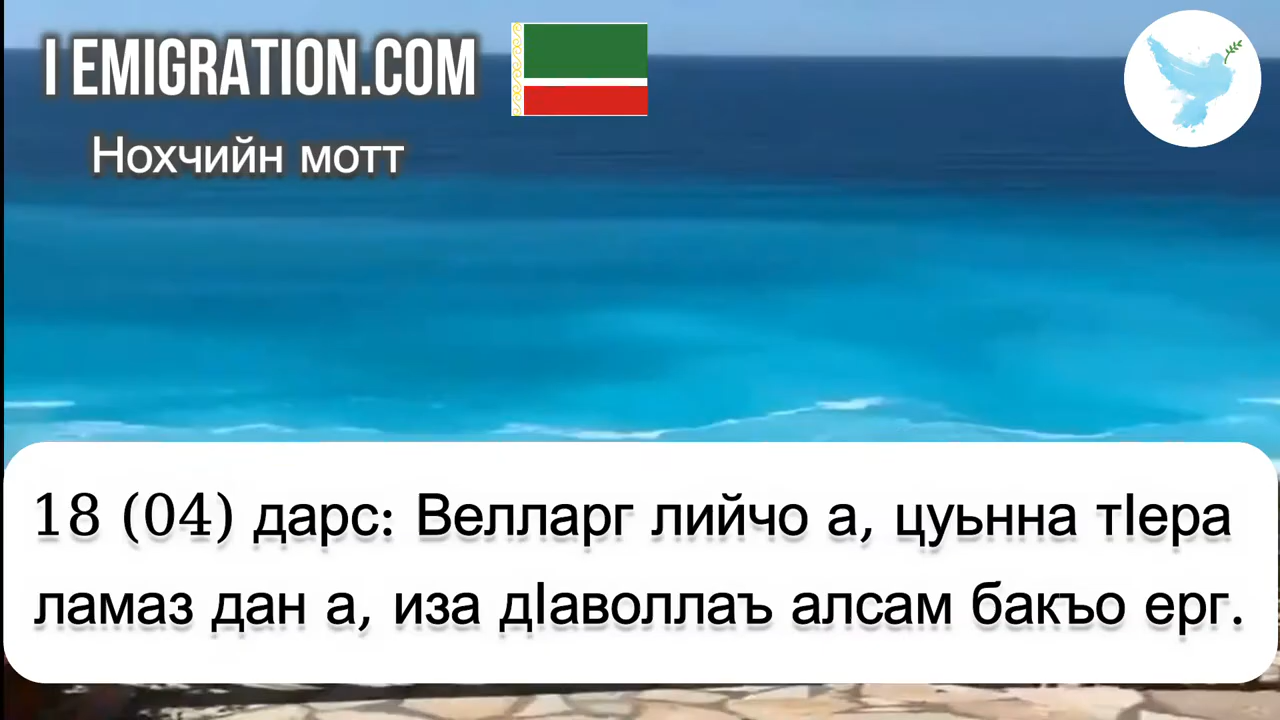 I EMIGRATION.COM
Нохчийн мотт
18 (04) дарс: Велларг лийчо а, цуьнна тӀера
ламаз дан а, иза дӀаволлаъ алсам бакъо ерг.